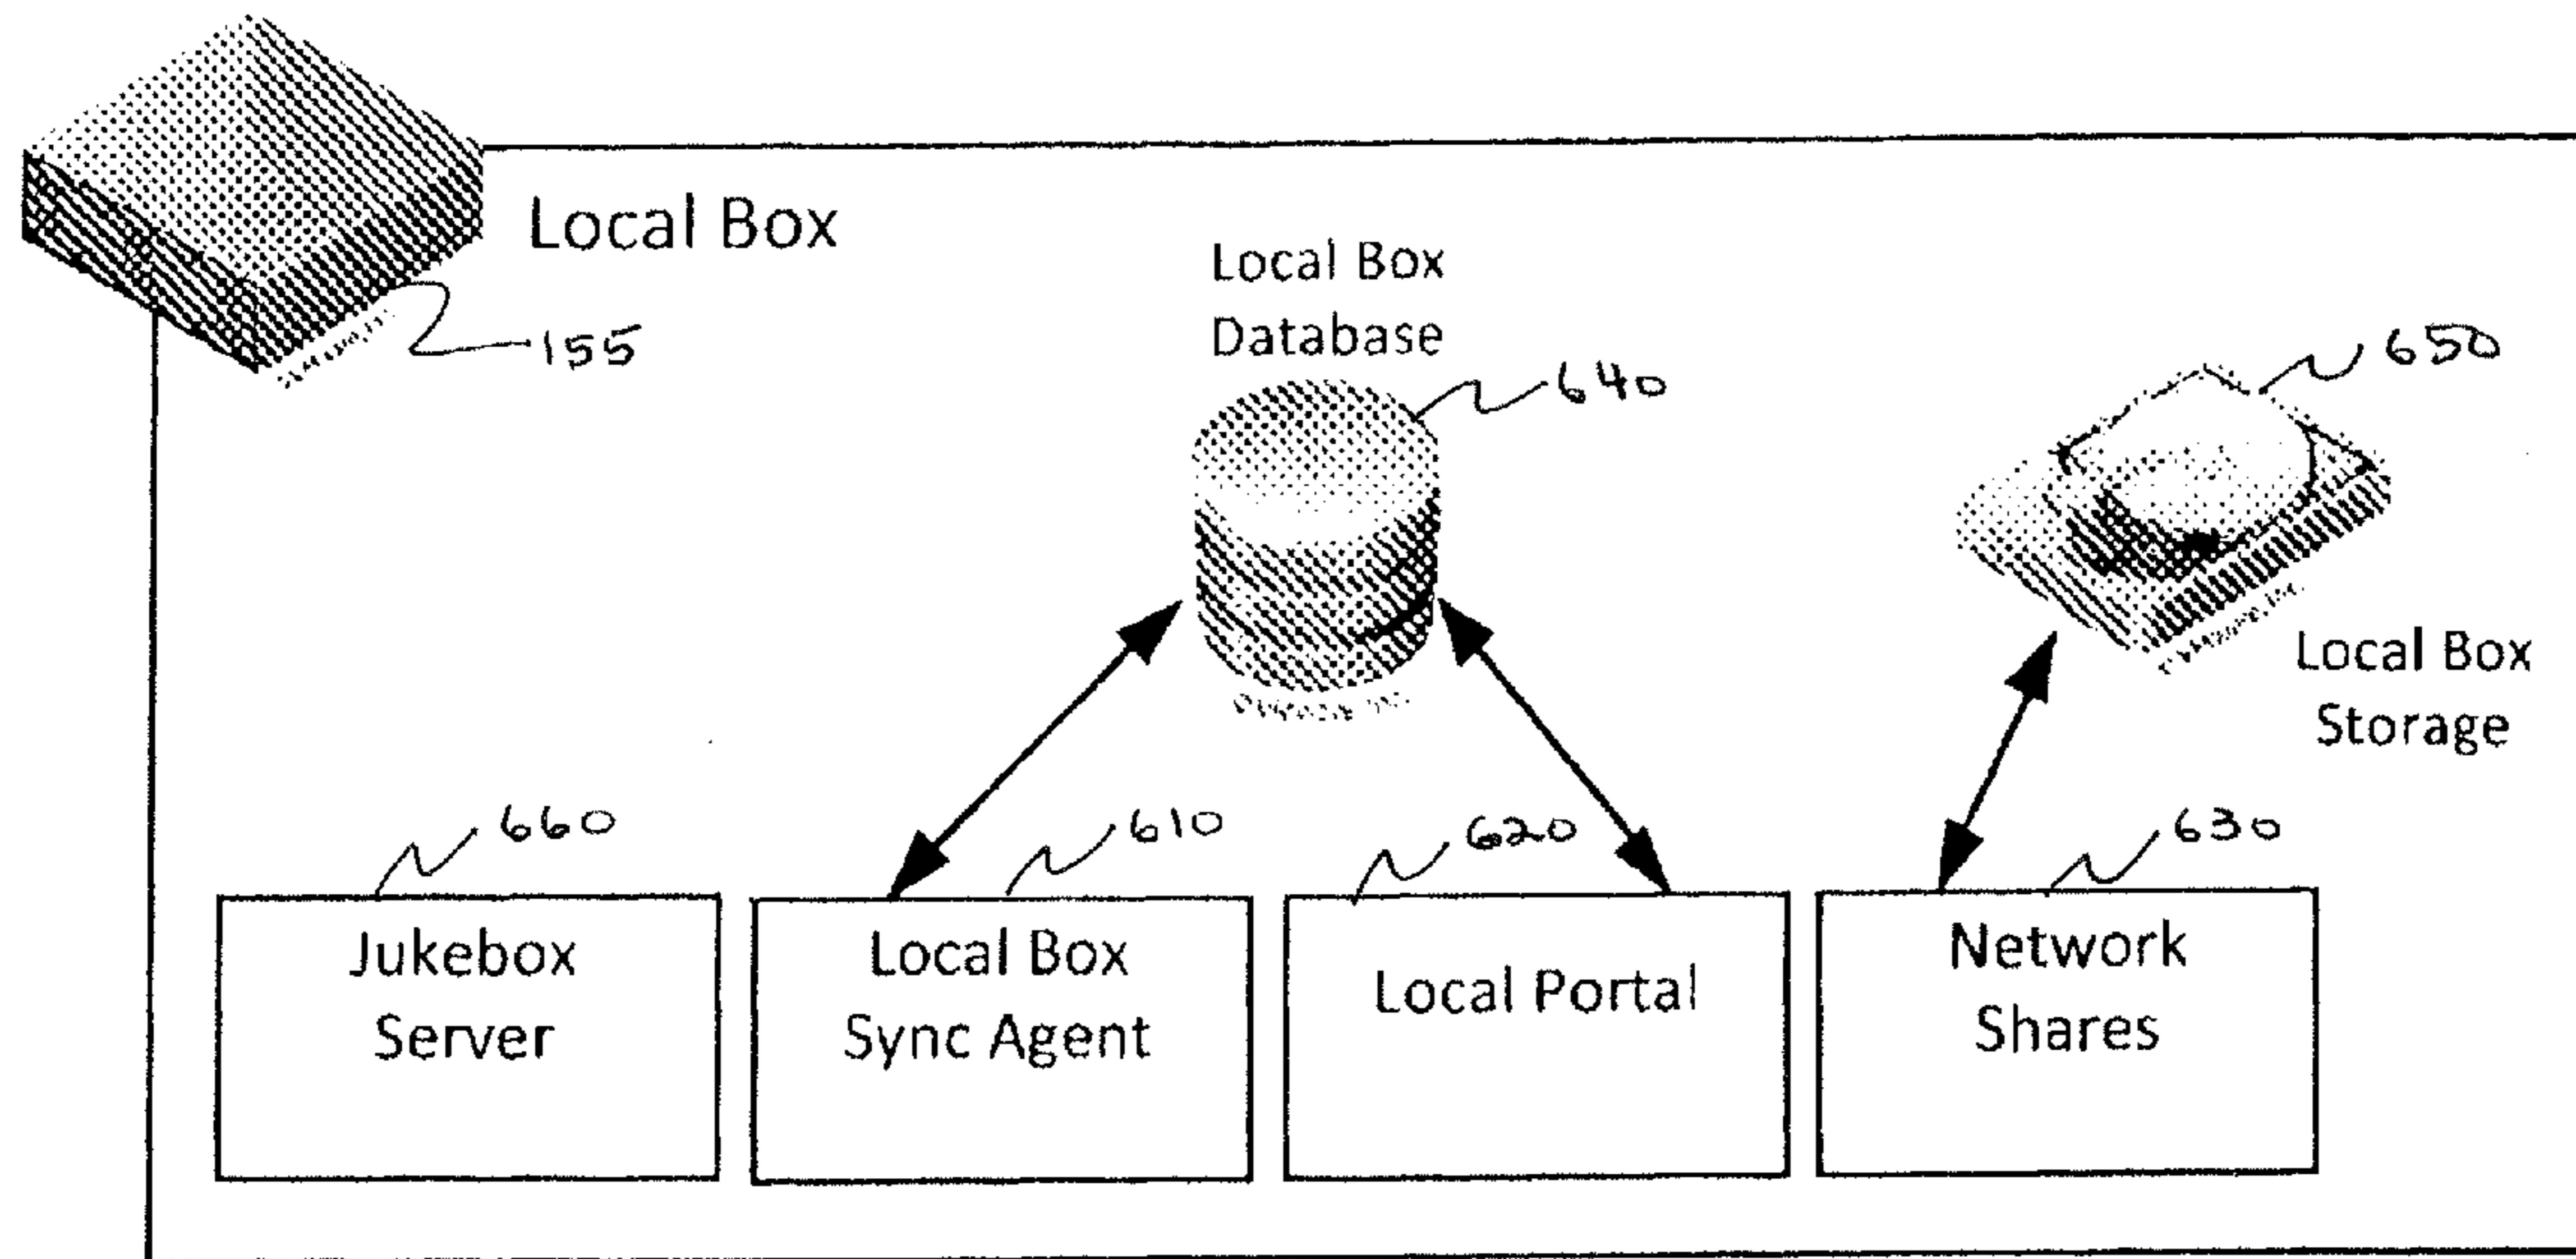 Local Box
155
Local Box
Database
640
650
Local Box
Storage
660
610
620
630
Jukebox
Server
Local Box
Sync Agent
Local Portal
Network
Shares